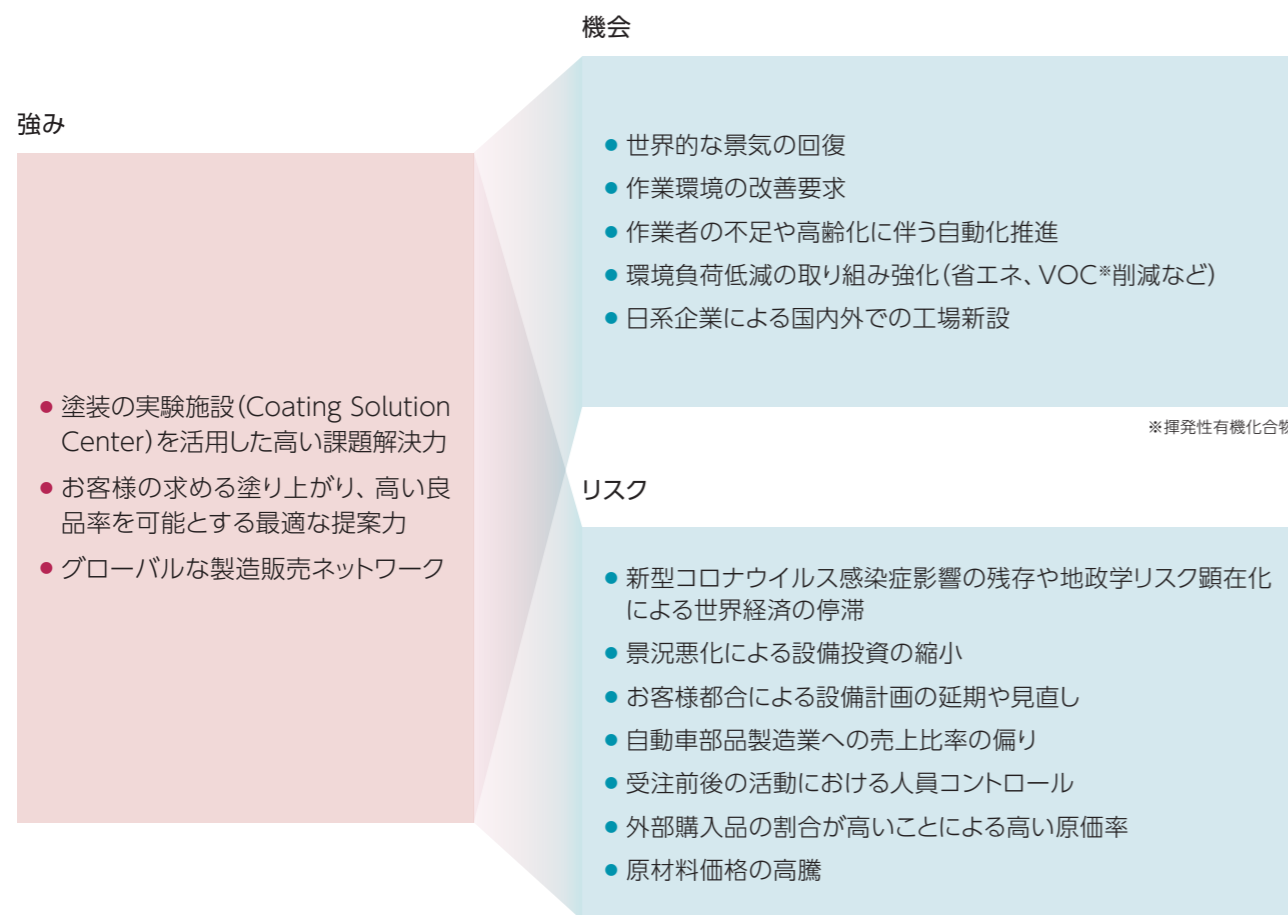 機会
強み
● 世界的な景気の回復
● 作業環境の改善要求
● 作業者の不足や高齢化に伴う自動化推進
● 環境負荷低減の取り組み強化(省エネ、VOC※削減など)
● 日系企業による国内外での工場新設
● 塗装の実験施設(Coating Solution
Center)を活用した高い課題解決力
● お客様の求める塗り上がり、高い良
品率を可能とする最適な提案力
● グローバルな製造販売ネットワーク
※揮発性有機化合物
リスク
● 新型コロナウイルス感染症影響の残存や地政学リスク顕在化
による世界経済の停滞
● 景況悪化による設備投資の縮小
● お客様都合による設備計画の延期や見直し
● 自動車部品製造業への売上比率の偏り
● 受注前後の活動における人員コントロール
● 外部購入品の割合が高いことによる高い原価率
● 原材料価格の高騰